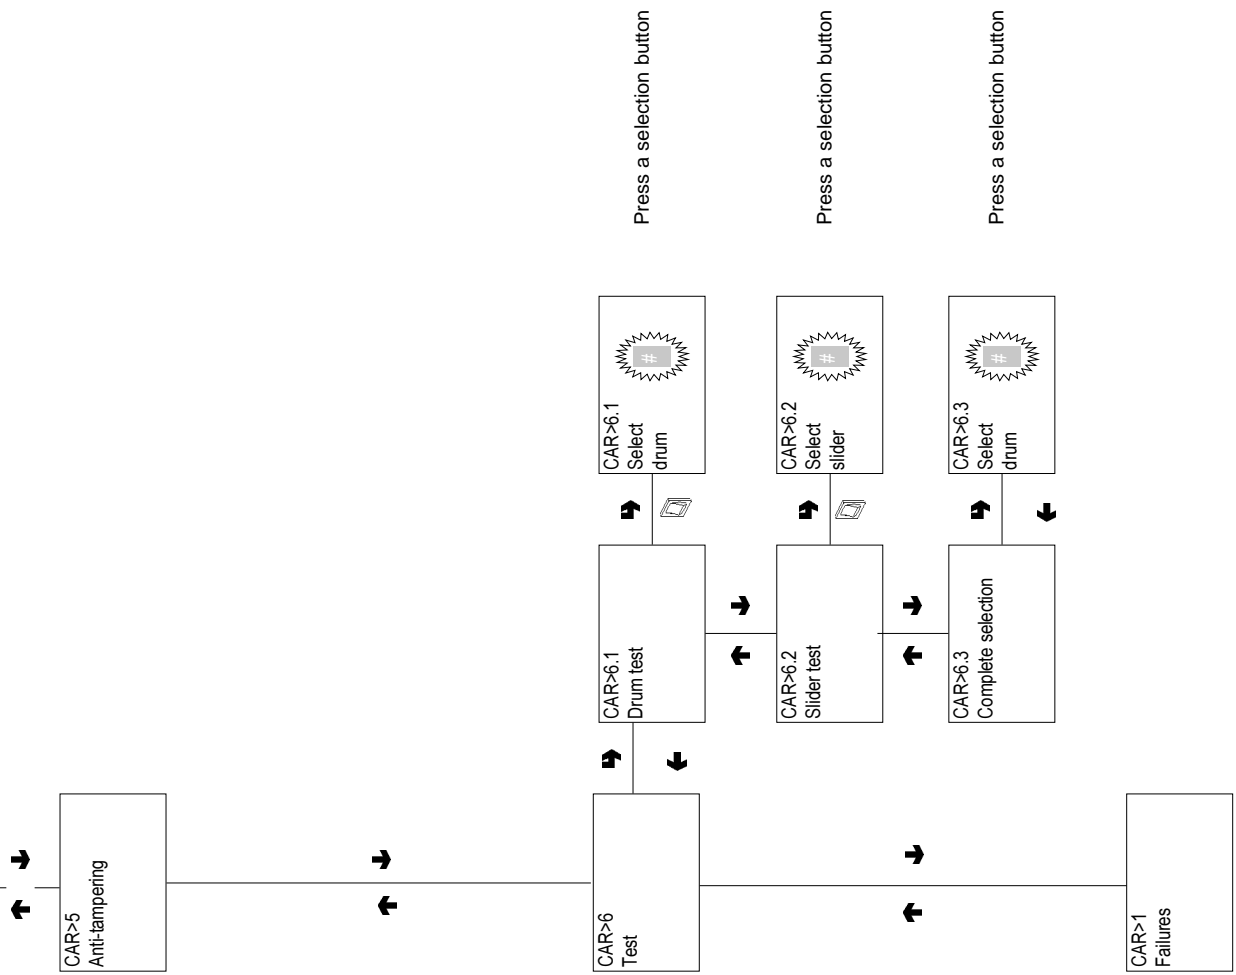 CAR>5
Anti-tampering
CAR>6
Test
CAR>1
Failures
CAR>6.1
Drum test
CAR>6.2
Slider test
CAR>6.3
Complete selection
CAR>6.1
Select
drum
#
CAR>6.2
Select
slider
#
CAR>6.3
Select
drum
#
Press a selection button
Press a selection button
Press a selection button